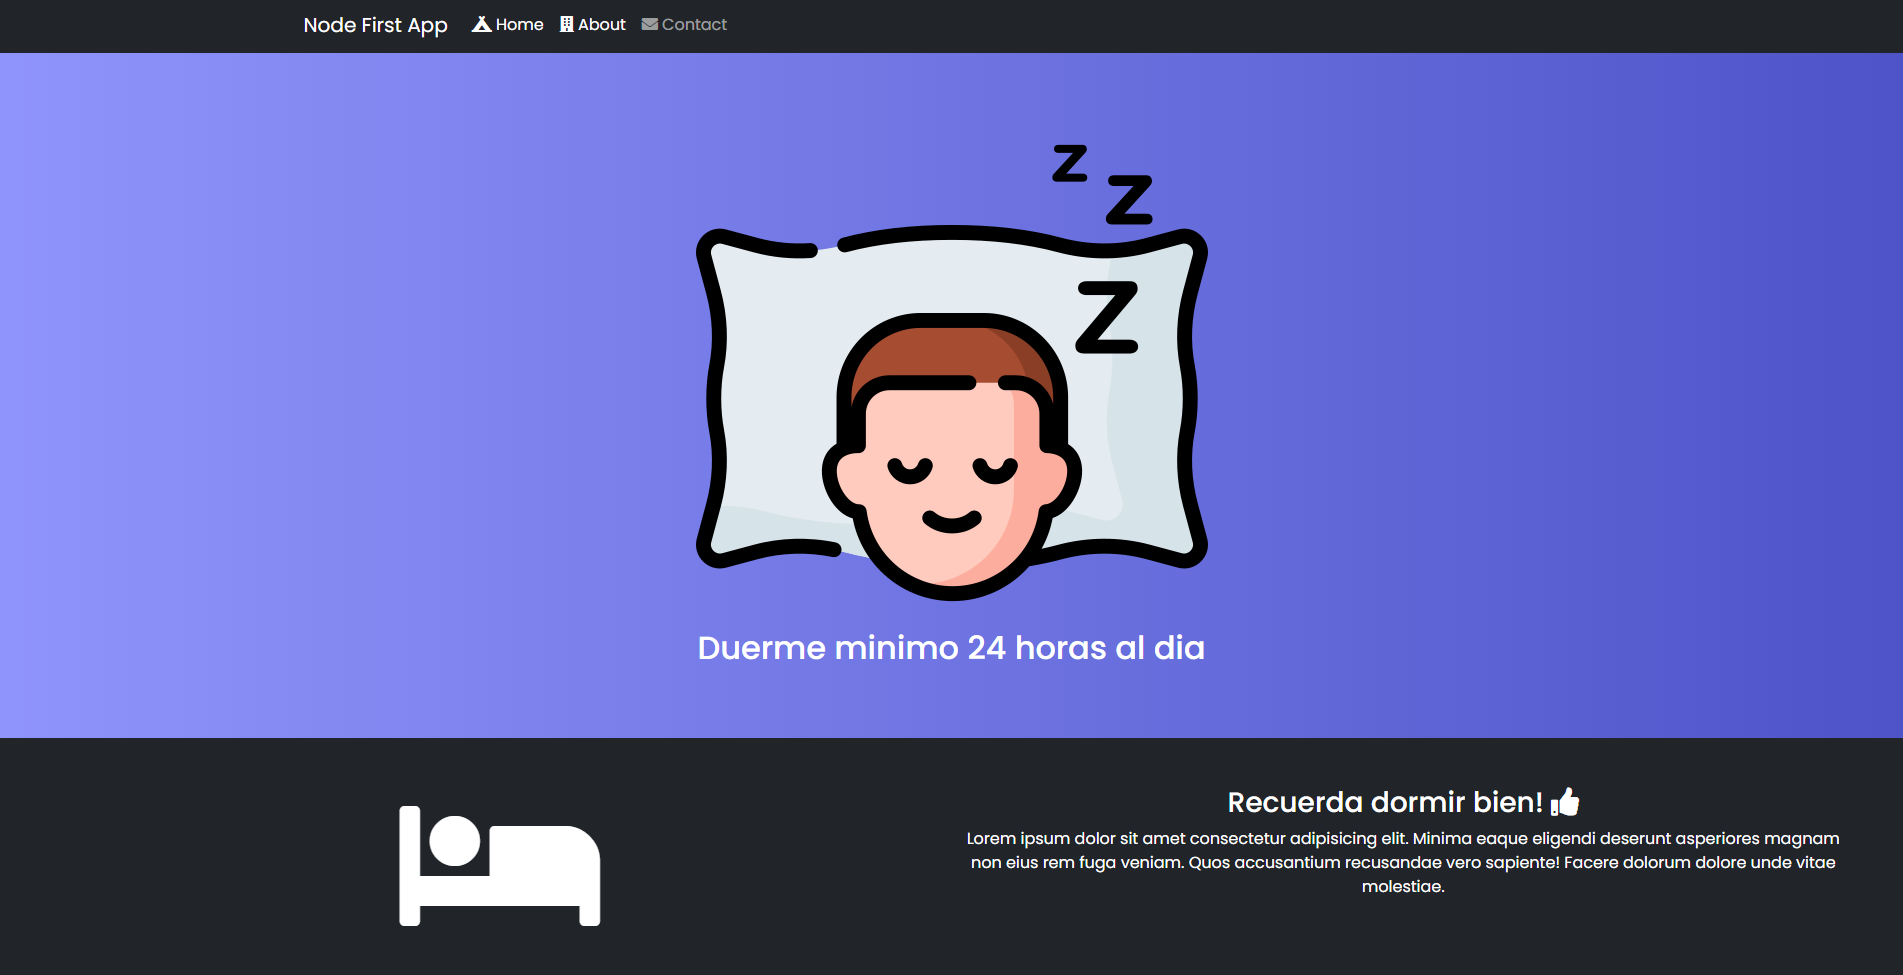 Node First App Home About Contact
z
z
z
Duerme minimo 24 horas al dia
Recuerda dormir bien!
Lorem ipsum dolor sit amet consectetur adipisicing elit. Minima eaque eligendi deserunt asperiores magnam
non eius rem fuga veniam. Quos accusantium recusandae vero sapiente! Facere dolorum dolore unde vitae
molestiae.